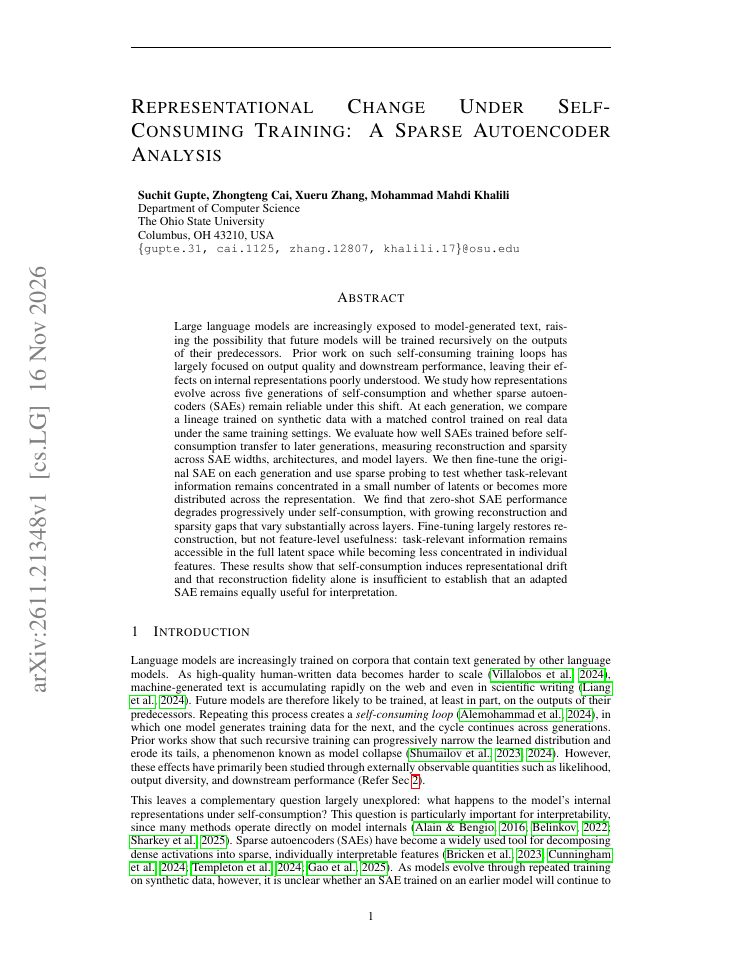 arXiv:2611.21348v1 [cs.LG] 16 Nov 2026
REPRESENTATIONAL CHANGE UNDER SELF-
CONSUMING TRAINING: A SPARSE AUTOENCODER
ANALYSIS
Suchit Gupte, Zhongteng Cai, Xueru Zhang, Mohammad Mahdi Khalili
Department of Computer Science
The Ohio State University
Columbus, OH 43210, USA
{gupte.31, cai.1125, zhang.12807, khalili.17}@osu.edu
ABSTRACT
Large language models are increasingly exposed to model-generated text, rais-
ing the possibility that future models will be trained recursively on the outputs
of their predecessors. Prior work on such self-consuming training loops has
largely focused on output quality and downstream performance, leaving their ef-
fects on internal representations poorly understood. We study how representations
evolve across five generations of self-consumption and whether sparse autoen-
coders (SAEs) remain reliable under this shift. At each generation, we compare
a lineage trained on synthetic data with a matched control trained on real data
under the same training settings. We evaluate how well SAEs trained before self-
consumption transfer to later generations, measuring reconstruction and sparsity
across SAE widths, architectures, and model layers. We then fine-tune the orig-
inal SAE on each generation and use sparse probing to test whether task-relevant
information remains concentrated in a small number of latents or becomes more
distributed across the representation. We find that zero-shot SAE performance
degrades progressively under self-consumption, with growing reconstruction and
sparsity gaps that vary substantially across layers. Fine-tuning largely restores re-
construction, but not feature-level usefulness: task-relevant information remains
accessible in the full latent space while becoming less concentrated in individual
features. These results show that self-consumption induces representational drift
and that reconstruction fidelity alone is insufficient to establish that an adapted
SAE remains equally useful for interpretation.
1 INTRODUCTION
Language models are increasingly trained on corpora that contain text generated by other language
models. As high-quality human-written data becomes harder to scale (Villalobos et al., 2024),
machine-generated text is accumulating rapidly on the web and even in scientific writing (Liang
et al., 2024). Future models are therefore likely to be trained, at least in part, on the outputs of their
predecessors. Repeating this process creates a self-consuming loop (Alemohammad et al., 2024), in
which one model generates training data for the next, and the cycle continues across generations.
Prior works show that such recursive training can progressively narrow the learned distribution and
erode its tails, a phenomenon known as model collapse (Shumailov et al., 2023; 2024). However,
these effects have primarily been studied through externally observable quantities such as likelihood,
output diversity, and downstream performance (Refer Sec 2).
This leaves a complementary question largely unexplored: what happens to the model's internal
representations under self-consumption? This question is particularly important for interpretability,
since many methods operate directly on model internals (Alain & Bengio, 2016; Belinkov, 2022;
Sharkey et al., 2025). Sparse autoencoders (SAEs) have become a widely used tool for decomposing
dense activations into sparse, individually interpretable features (Bricken et al., 2023; Cunningham
et al., 2024; Templeton et al., 2024; Gao et al., 2025). As models evolve through repeated training
on synthetic data, however, it is unclear whether an SAE trained on an earlier model will continue to
1